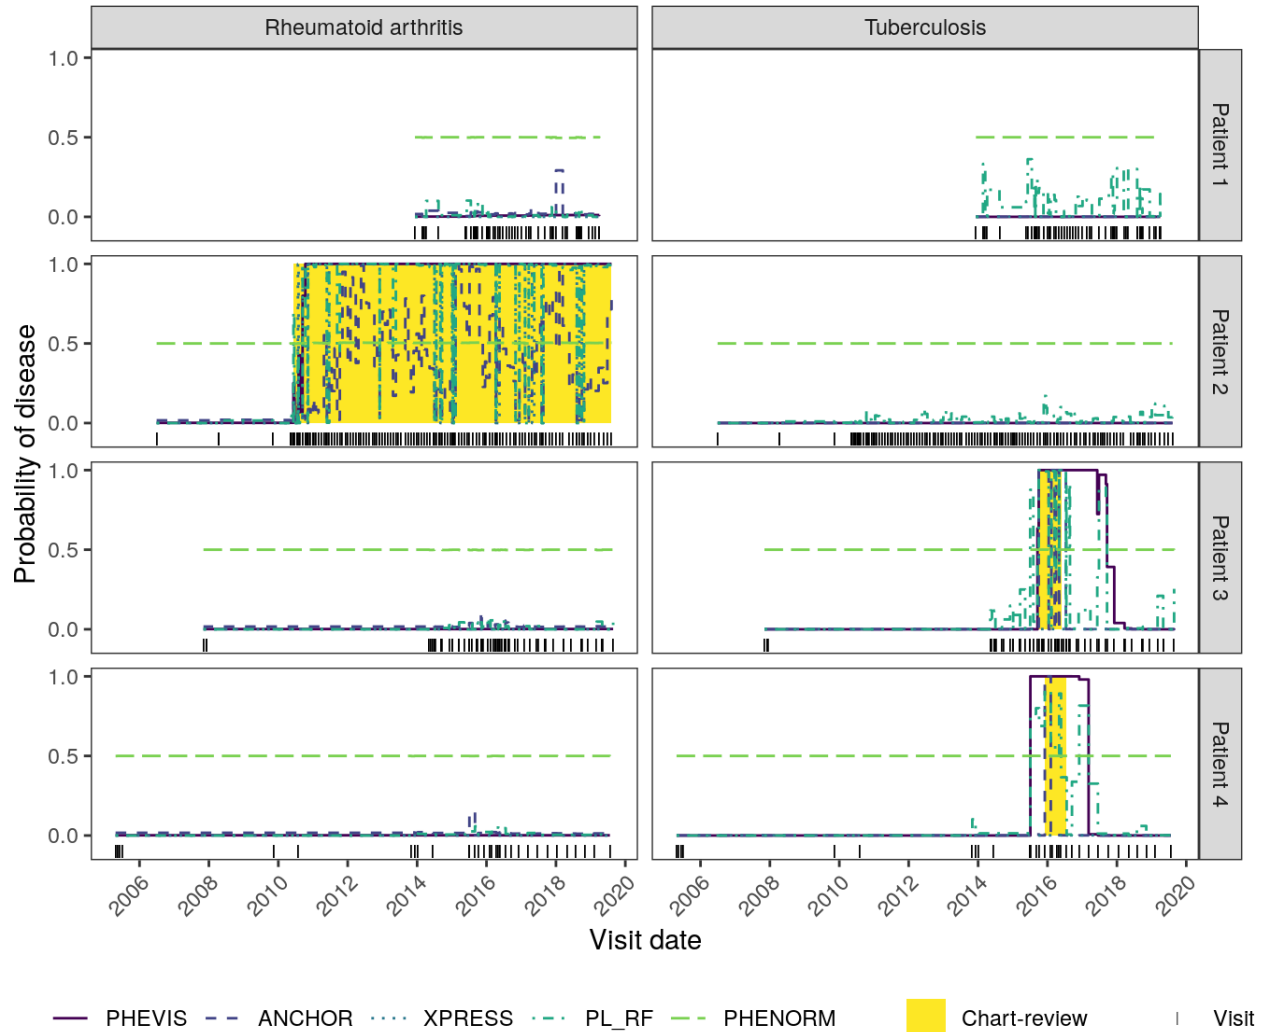 Rheumatoid arthritis
Tuberculosis
Probability of disease
1.0
0.5
0.0
Patient 1
1.0
0.5
0.0
Patient 2
1.0
0.5
0.0
Patient 3
1.0
0.5
0.0
Patient 4
2006 2008 2010 2012 2014 2016 2018 2020
2006 2008 2010 2012 2014 2016 2018 2020
Visit date
PHEVIS ANCHOR XPRESS PL_RF PHENORM Chart-review Visit